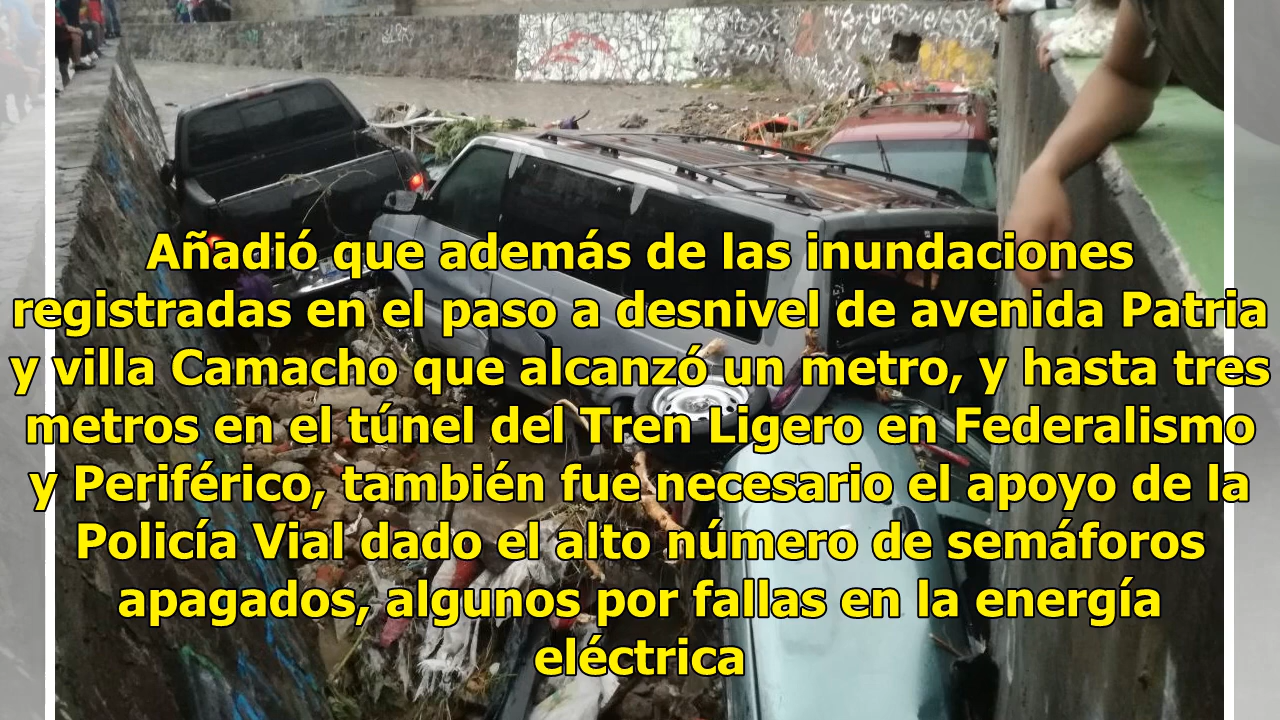 Añadió que además de las inundaciones
registradas en el paso a desnivel de avenida Patria
y villa Camacho que alcanzó un metro, y hasta tres
metros en el túnel del Tren Ligero en Federalismo
y Periférico, también fue necesario el apoyo de la
Policía Vial dado el alto número de semáforos
apagados, algunos por fallas en la energía
eléctrica